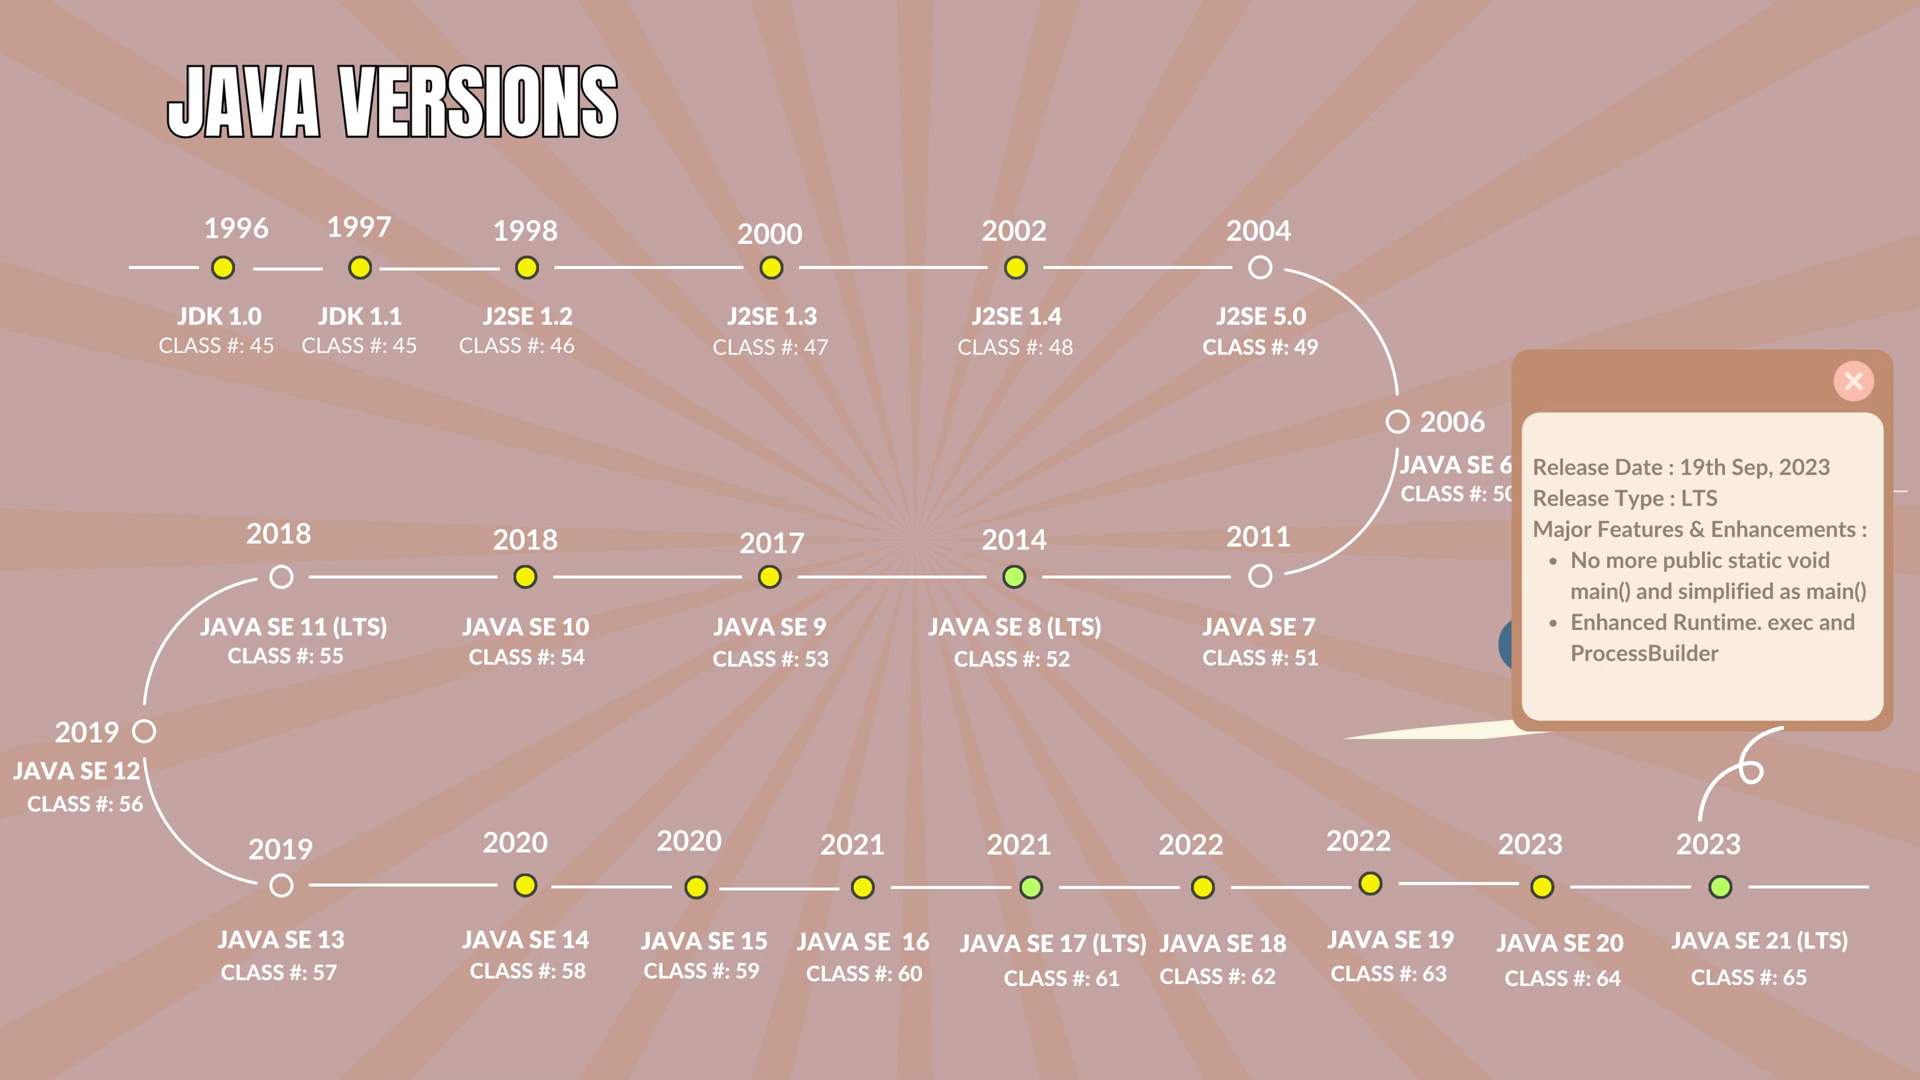 JAVA VERSIONS
1996
1997
1998
2000
2002
2004
JDK 1.0
JDK 1.1
J2SE 1.2
J2SE 1.3
J2SE 1.4
J2SE 5.0
CLASS #: 45
CLASS #: 45
CLASS #: 46
CLASS #: 47
CLASS #: 48
CLASS #: 49
2006
JAVA SE 6
CLASS #: 50
Release Date : 19th Sep, 2023
Release Type : LTS
Major Features & Enhancements :
• No more public static void
main() and simplified as main()
• Enhanced Runtime. exec and
ProcessBuilder
2018
2018
2017
2014
2011
JAVA SE 11 (LTS)
JAVA SE 10
JAVA SE 9
JAVA SE 8 (LTS)
JAVA SE 7
CLASS #: 55
CLASS #: 54
CLASS #: 53
CLASS #: 52
CLASS #: 51
2019
JAVA SE 12
CLASS #: 56
2019
2020
2020
2021
2021
2022
2022
2023
2023
JAVA SE 13
JAVA SE 14
JAVA SE 15
JAVA SE 16
JAVA SE 17 (LTS)
JAVA SE 18
JAVA SE 19
JAVA SE 20
JAVA SE 21 (LTS)
CLASS #: 57
CLASS #: 58
CLASS #: 59
CLASS #: 60
CLASS #: 61
CLASS #: 62
CLASS #: 63
CLASS #: 64
CLASS #: 65